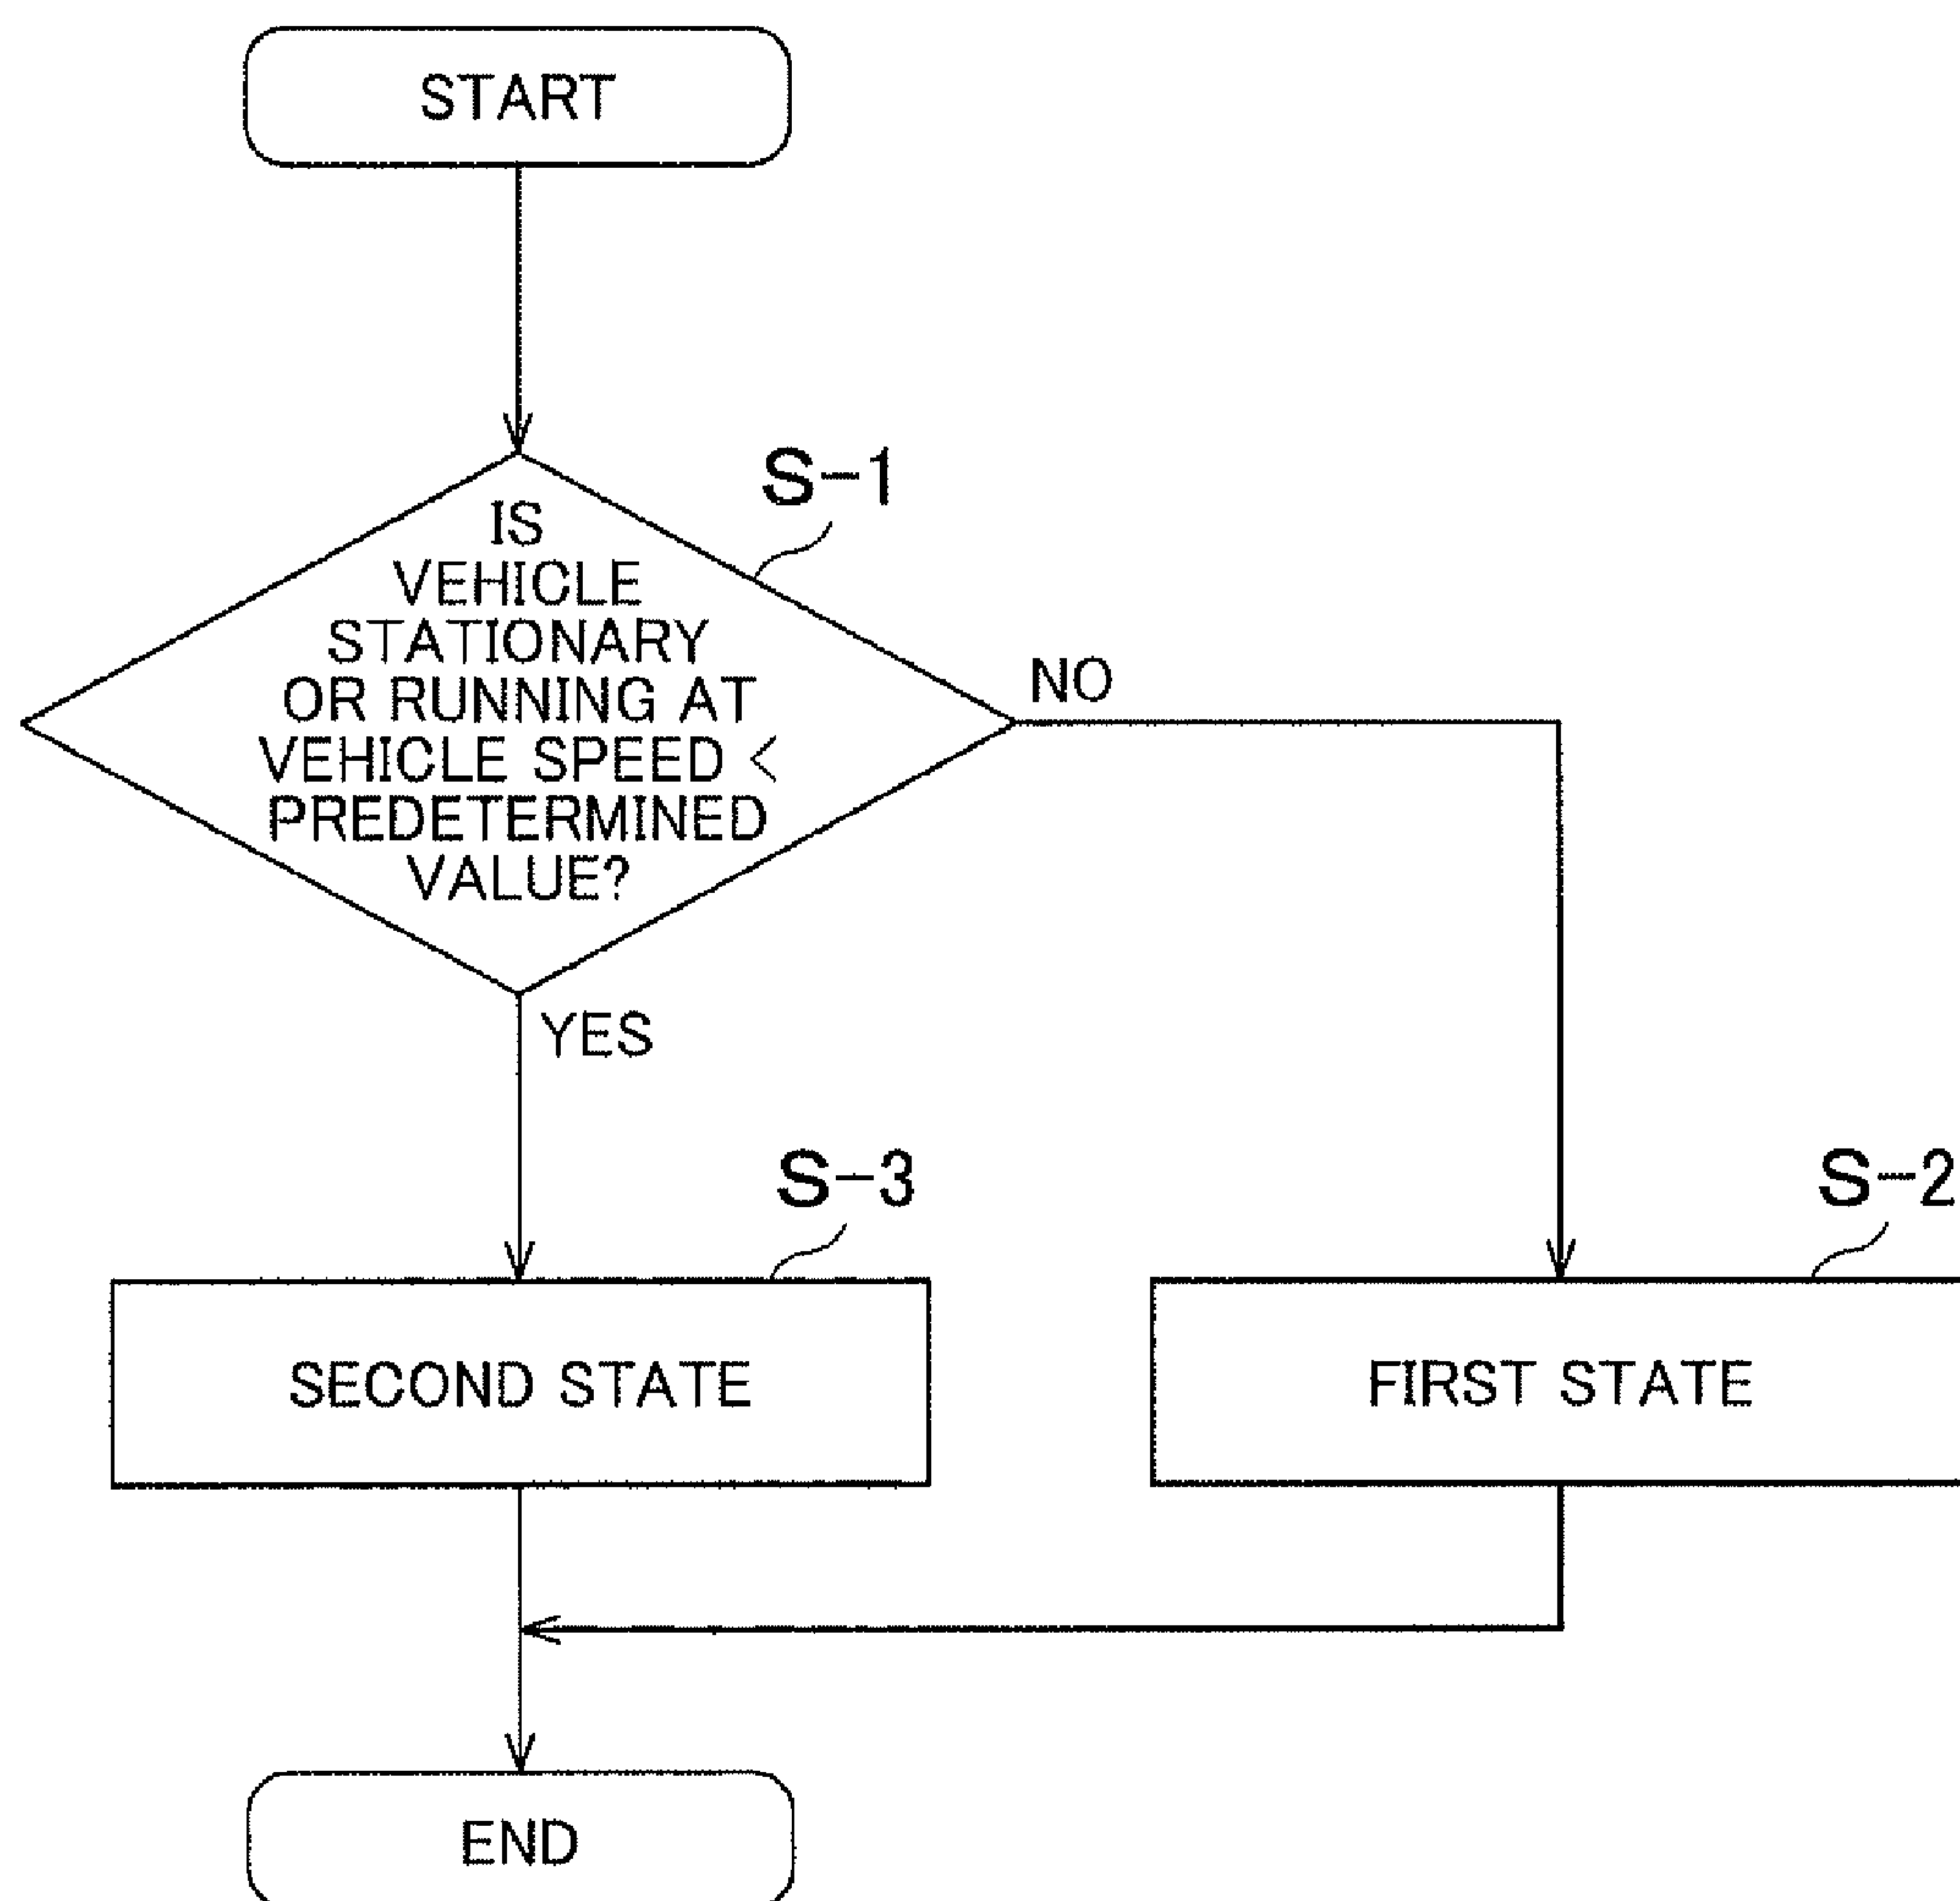 START
S-1
IS
VEHICLE
STATIONARY
OR RUNNING AT
VEHICLE SPEED <
PREDETERMINED
VALUE?
NO
YES
S-3
S-2
SECOND STATE
FIRST STATE
END